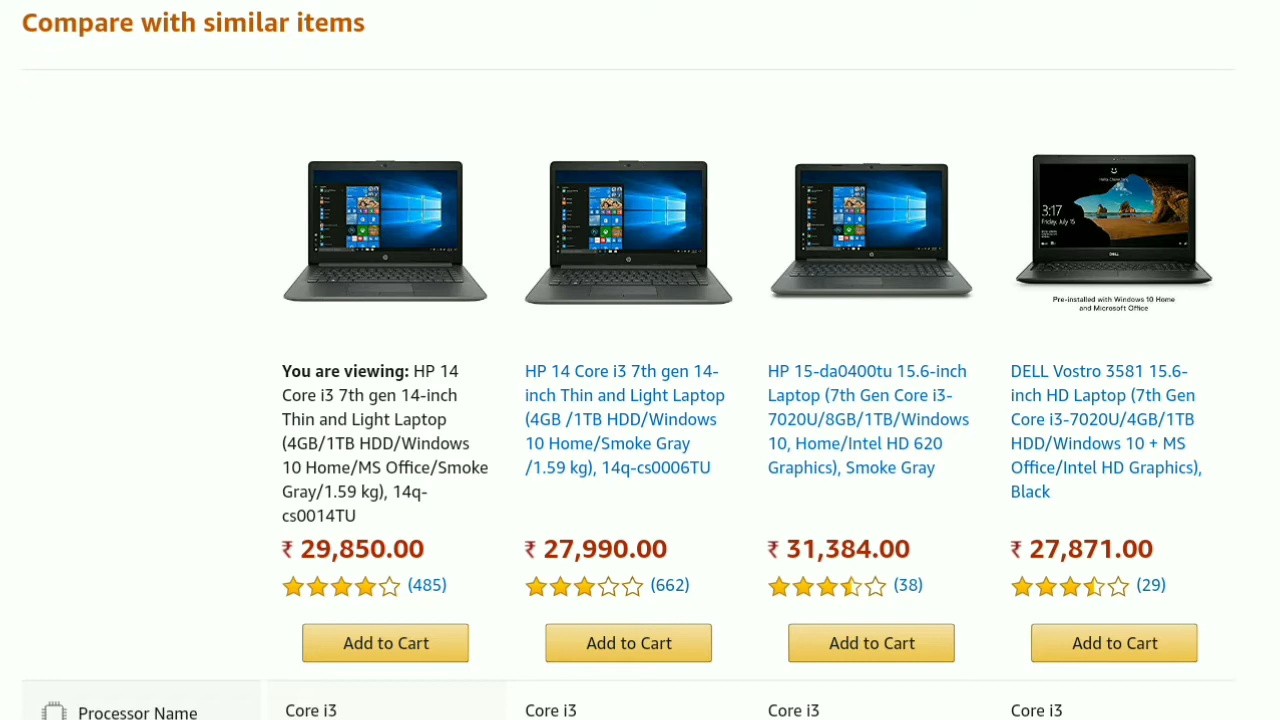 Compare with similar items
3:17
Friday, July 15
DELL
Pre-installed with Windows 10 Home
and Microsoft Office
You are viewing: HP 14
Core i3 7th gen 14-inch
Thin and Light Laptop
(4GB/1TB HDD/Windows
10 Home/MS Office/Smoke
Gray/1.59 kg), 14q-
cs0014TU
₹ 29,850.00
(485)
Add to Cart
HP 14 Core i3 7th gen 14-
inch Thin and Light Laptop
(4GB /1TB HDD/Windows
10 Home/Smoke Gray
/1.59 kg), 14q-cs0006TU
₹ 27,990.00
(662)
Add to Cart
HP 15-da0400tu 15.6-inch
Laptop (7th Gen Core i3-
7020U/8GB/1TB/Windows
10, Home/Intel HD 620
Graphics), Smoke Gray
₹ 31,384.00
(38)
Add to Cart
DELL Vostro 3581 15.6-
inch HD Laptop (7th Gen
Core i3-7020U/4GB/1TB
HDD/Windows 10 + MS
Office/Intel HD Graphics),
Black
₹ 27,871.00
(29)
Add to Cart
Processor Name
Core i3
Core i3
Core i3
Core i3